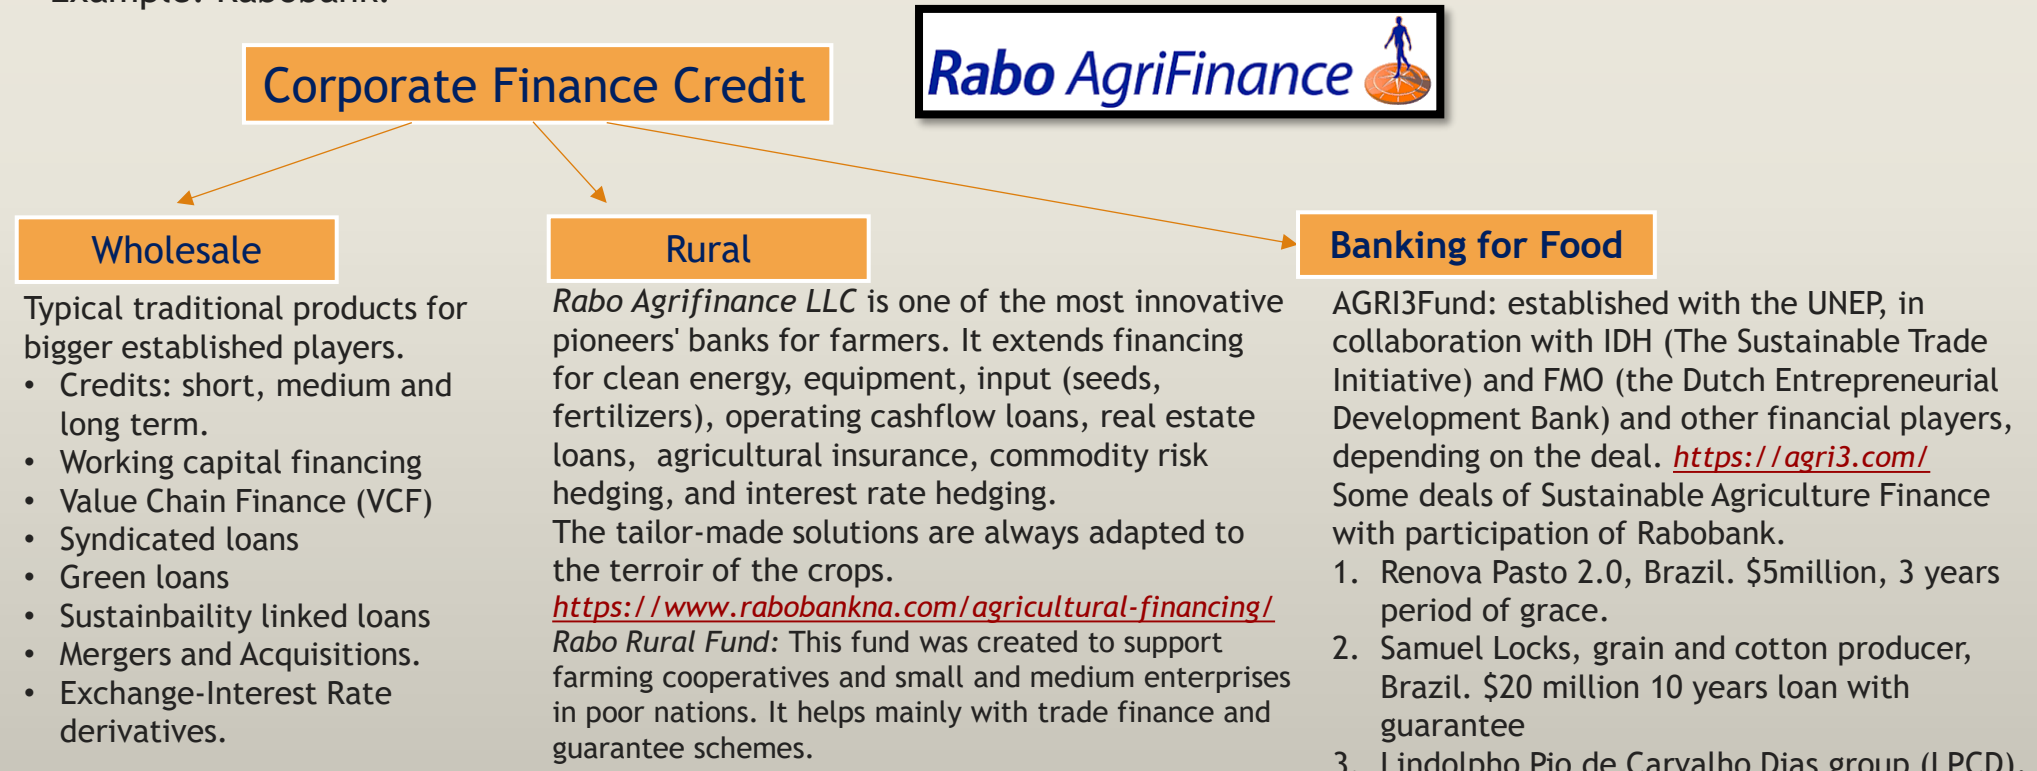 Example: Rabobank.
Rabo AgriFinance
Corporate Finance Credit
Wholesale
Typical traditional products for
bigger established players.
• Credits: short, medium and
long term.
• Working capital financing
• Value Chain Finance (VCF)
• Syndicated loans
• Green loans
• Sustainbaility linked loans
• Mergers and Acquisitions.
• Exchange-Interest Rate
derivatives.
Rural
Rabo Agrifinance LLC is one of the most innovative
pioneers' banks for farmers. It extends financing
for clean energy, equipment, input (seeds,
fertilizers), operating cashflow loans, real estate
loans, agricultural insurance, commodity risk
hedging, and interest rate hedging.
The tailor-made solutions are always adapted to
the terroir of the crops.
https://www.rabobankna.com/agricultural-financing/
Rabo Rural Fund: This fund was created to support
farming cooperatives and small and medium enterprises
in poor nations. It helps mainly with trade finance and
guarantee schemes.
Banking for Food
AGRI3Fund: established with the UNEP, in
collaboration with IDH (The Sustainable Trade
Initiative) and FMO (the Dutch Entrepreneurial
Development Bank) and other financial players,
depending on the deal. https://agri3.com/
Some deals of Sustainable Agriculture Finance
with participation of Rabobank.
1. Renova Pasto 2.0, Brazil. $5million, 3 years
period of grace.
2. Samuel Locks, grain and cotton producer,
Brazil. $20 million 10 years loan with
guarantee
3. Lindolpho Pio de Carvalho Dias group (LPCD),